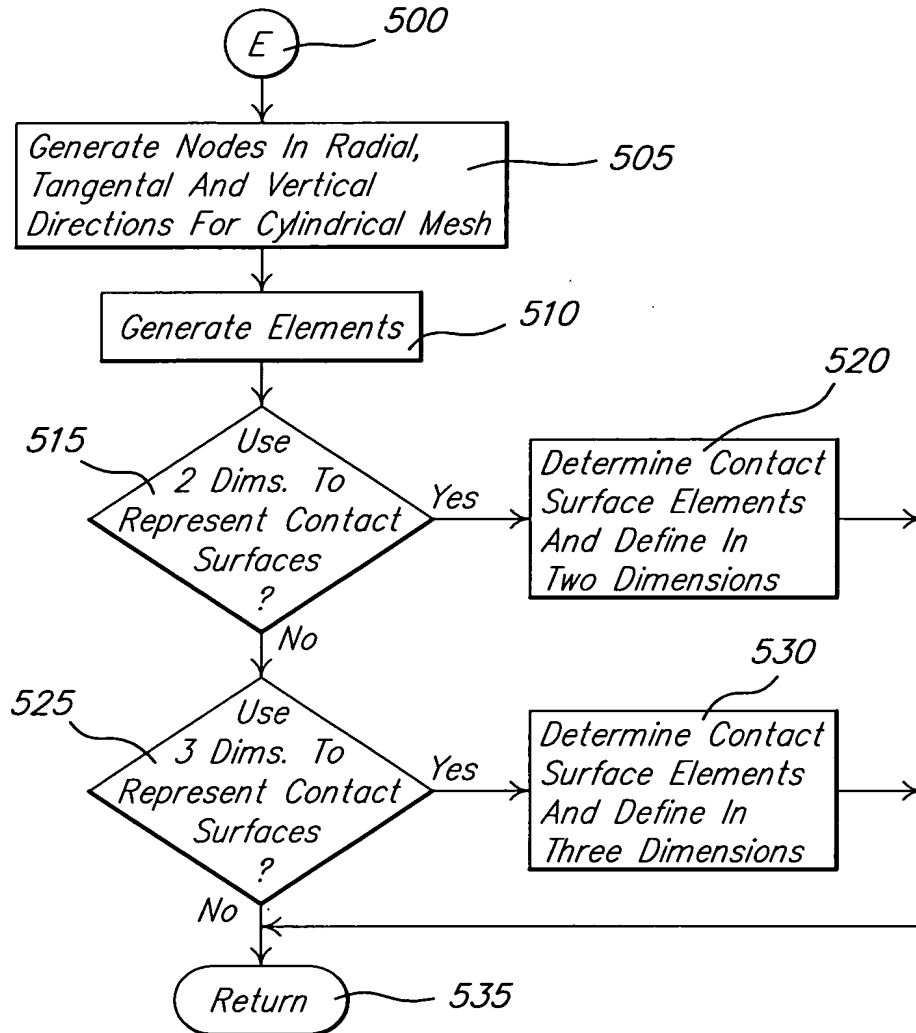 E
500
Generate Nodes In Radial,
Tangental And Vertical
Directions For Cylindrical Mesh
505
Generate Elements
510
515
Use
2 Dims. To
Represent Contact
Surfaces
?
Yes
No
520
Determine Contact
Surface Elements
And Define In
Two Dimensions
525
Use
3 Dims. To
Represent Contact
Surfaces
?
Yes
No
530
Determine Contact
Surface Elements
And Define In
Three Dimensions
Return
535